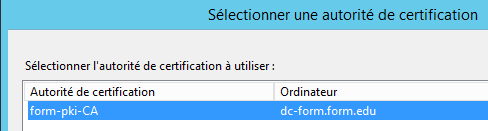 Sélectionner une autorité de certification
Sélectionner l'autorité de certification à utiliser :
Autorité de certification Ordinateur
form-pki-CA dc-form.form.edu